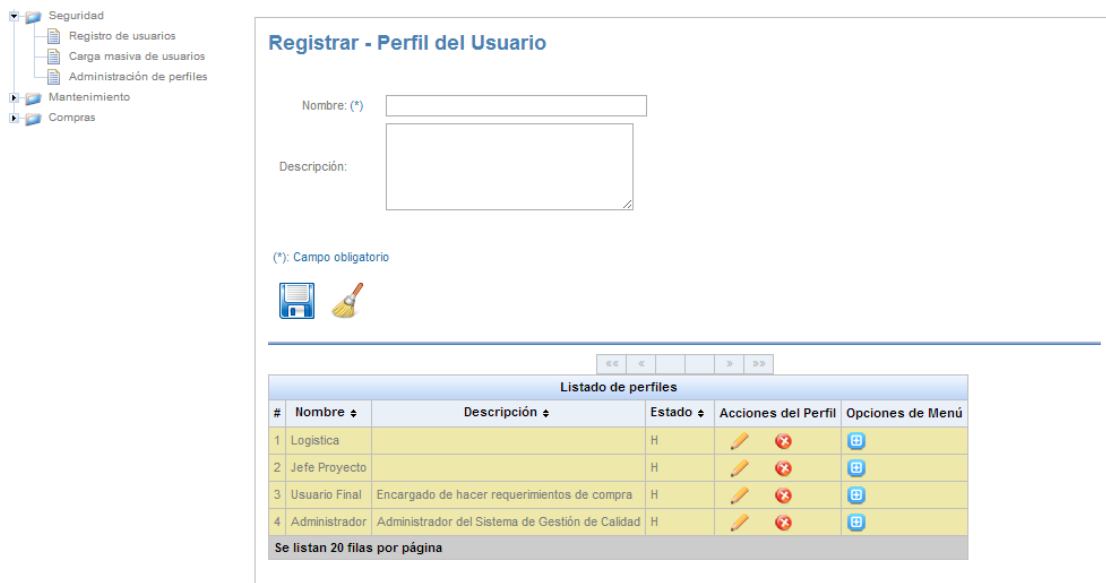 Seguridad
Registro de usuarios
Carga masiva de usuarios
Administración de perfiles
Mantenimiento
Compras
Registrar - Perfil del Usuario
Nombre: (*)
Descripción:
(*): Campo obligatorio
«« « » »»
Listado de perfiles
# Nombre Descripción Estado Acciones del Perfil Opciones de Menú
1 Logistica H
2 Jefe Proyecto H
3 Usuario Final Encargado de hacer requerimientos de compra H
4 Administrador Administrador del Sistema de Gestión de Calidad H
Se listan 20 filas por página